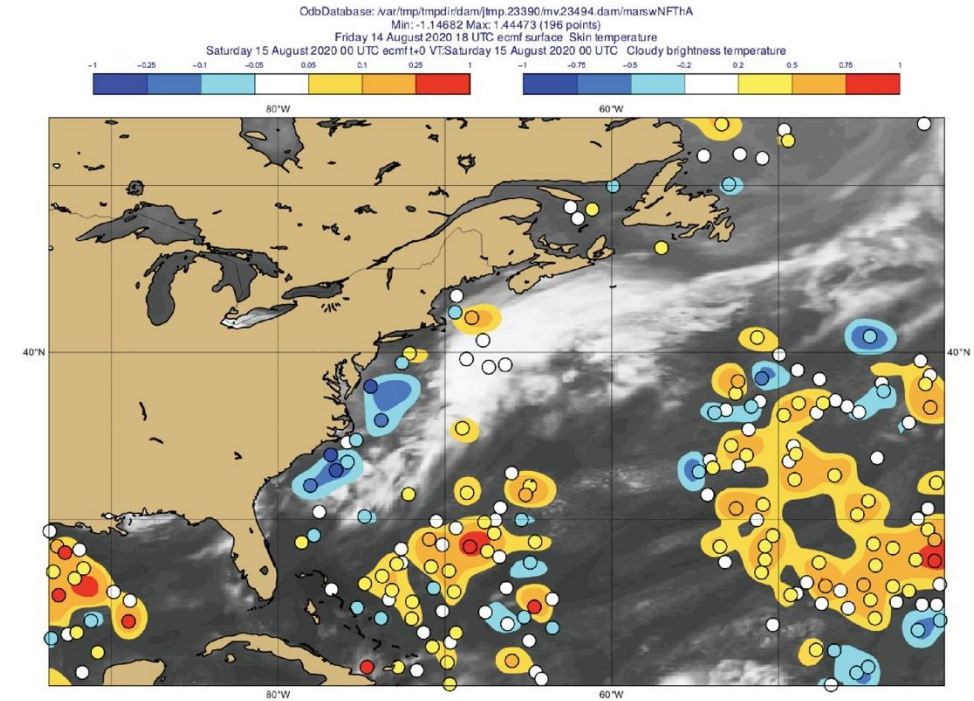 OdbDatabase: /var/tmp/tmpdir/dam/jtmp.23390/mv.23494.dam/marswNFThA
Min: -1.14682 Max: 1.44473 (196 points)
Friday 14 August 2020 18 UTC ecmf surface Skin temperature
Saturday 15 August 2020 00 UTC ecmf t+0 VT:Saturday 15 August 2020 00 UTC Cloudy brightness temperature
-1 -0.25 -0.1 -0.05 0.05 0.1 0.25 1 -1 -0.75 -0.5 -0.2 0.2 0.5 0.75 1
80°W 60°W
40°N 40°N
80°W 60°W